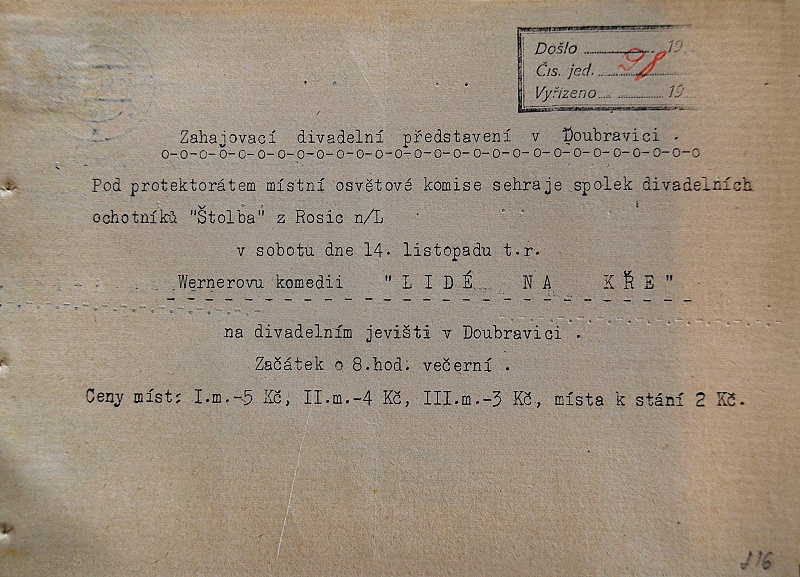 Došlo 19
Čís. jed. 98
Vyřízeno 19
Zahajovací divadelní představení v Doubravici .
o-o-o-o-o-o-o-o-o-o-o-o-o-o-o-o-o-o-o-o-o-o-o-o-o-o-o-o
Pod protektorátem místní osvětové komise sehraje spolek divadelních
ochotníků "Štolba" z Rosic n/L
v sobotu dne 14. listopadu t.r.
Wernerovu komedii "L I D É N A K Ř E "
na divadelním jevišti v Doubravici .
Začátek o 8.hod. večerní .
Ceny míst: I.m.-5 Kč, II.m.-4 Kč, III.m.-3 Kč., místa k stání 2 Kč.